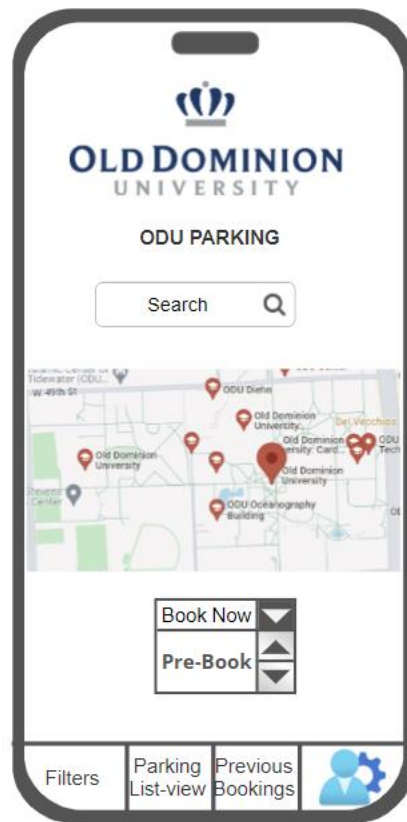 OLD DOMINION
UNIVERSITY
ODU PARKING
Search
Tidewater (ODU...
W 49th St
ODU Diehn
Old Dominion
University...
Del Vecchios
Old Dominion
University
Old Dominion
ersity: Card...
ODU
Tech
Old Dominion
University
Stevens
Center
ODU Oceanography
Building
Book Now
Pre-Book
Filters
Parking
List-view
Previous
Bookings